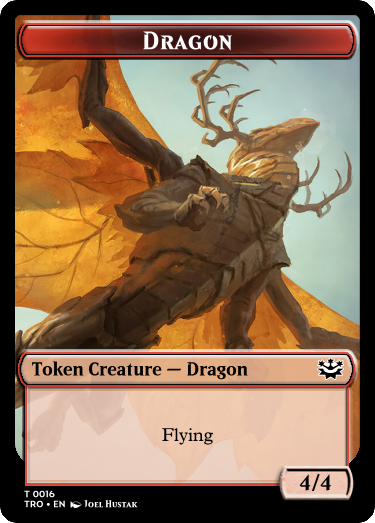 Dragon
Token Creature — Dragon
Flying
4/4
T 0016
TRO • EN Joel Hustak